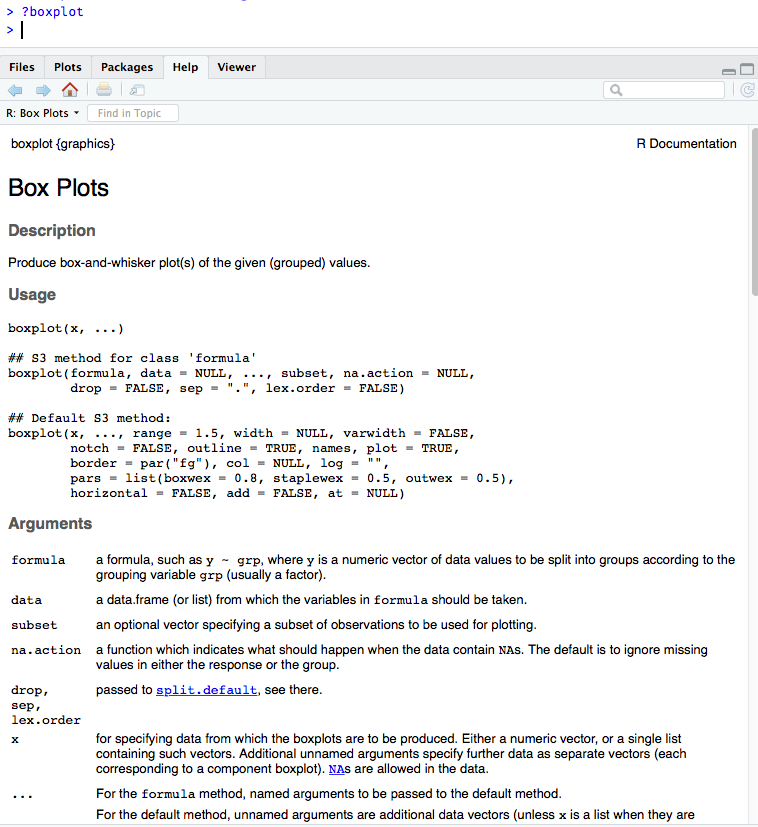 > ?boxplot
>
Files Plots Packages Help Viewer
R: Box Plots Find in Topic
boxplot {graphics} R Documentation
Box Plots
Description
Produce box-and-whisker plot(s) of the given (grouped) values.
Usage
boxplot(x, ...)
## S3 method for class 'formula'
boxplot(formula, data = NULL, ..., subset, na.action = NULL,
drop = FALSE, sep = ".", lex.order = FALSE)
## Default S3 method:
boxplot(x, ..., range = 1.5, width = NULL, varwidth = FALSE,
notch = FALSE, outline = TRUE, names, plot = TRUE,
border = par("fg"), col = NULL, log = "",
pars = list(boxwex = 0.8, staplewex = 0.5, outwex = 0.5),
horizontal = FALSE, add = FALSE, at = NULL)
Arguments
formula a formula, such as y ~ grp, where y is a numeric vector of data values to be split into groups according to the
grouping variable grp (usually a factor).
data a data.frame (or list) from which the variables in formula should be taken.
subset an optional vector specifying a subset of observations to be used for plotting.
na.action a function which indicates what should happen when the data contain NAs. The default is to ignore missing
values in either the response or the group.
drop, passed to split.default, see there.
sep,
lex.order
x for specifying data from which the boxplots are to be produced. Either a numeric vector, or a single list
containing such vectors. Additional unnamed arguments specify further data as separate vectors (each
corresponding to a component boxplot). NAs are allowed in the data.
... For the formula method, named arguments to be passed to the default method.
For the default method, unnamed arguments are additional data vectors (unless x is a list when they are